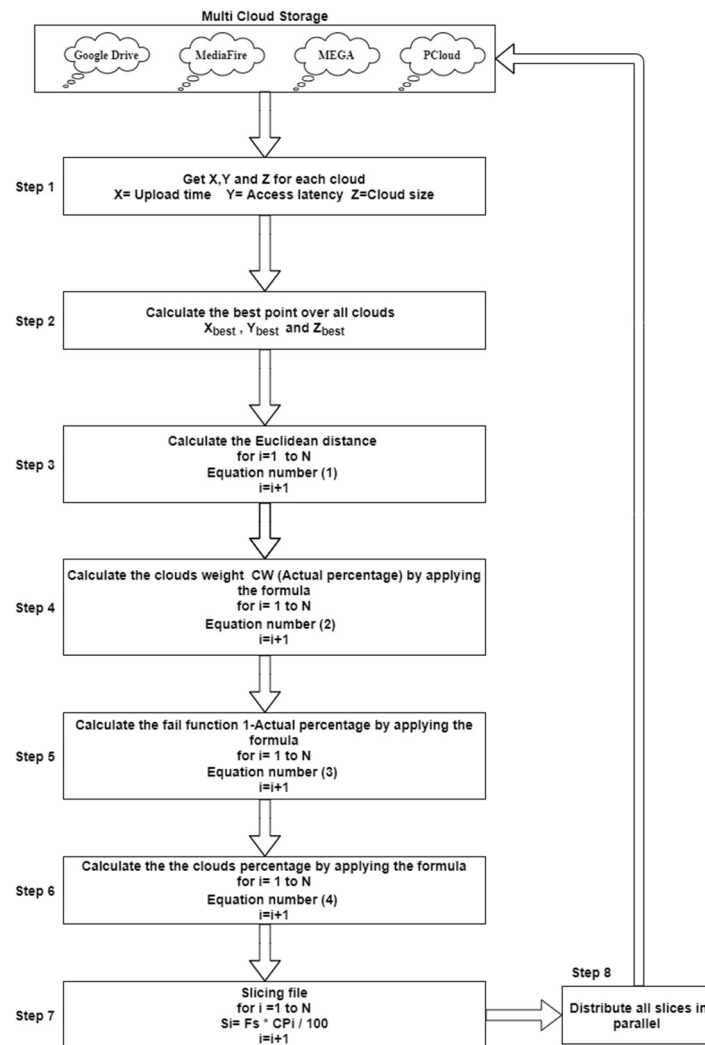 Multi Cloud Storage
Google Drive
MediaFire
MEGA
PCloud
Step 1
Get X,Y and Z for each cloud
X= Upload time Y= Access latency Z=Cloud size
Step 2
Calculate the best point over all clouds
Xbest , Ybest and Zbest
Step 3
Calculate the Euclidean distance
for i=1 to N
Equation number (1)
i=i+1
Step 4
Calculate the clouds weight CW (Actual percentage) by applying
the formula
for i= 1 to N
Equation number (2)
i=i+1
Step 5
Calculate the fail function 1-Actual percentage by applying the
formula
for i= 1 to N
Equation number (3)
i=i+1
Step 6
Calculate the the clouds percentage by applying the formula
for i= 1 to N
Equation number (4)
i=i+1
Step 7
Slicing file
for i =1 to N
Si= Fs * CPi / 100
i=i+1
Step 8
Distribute all slices in
parallel